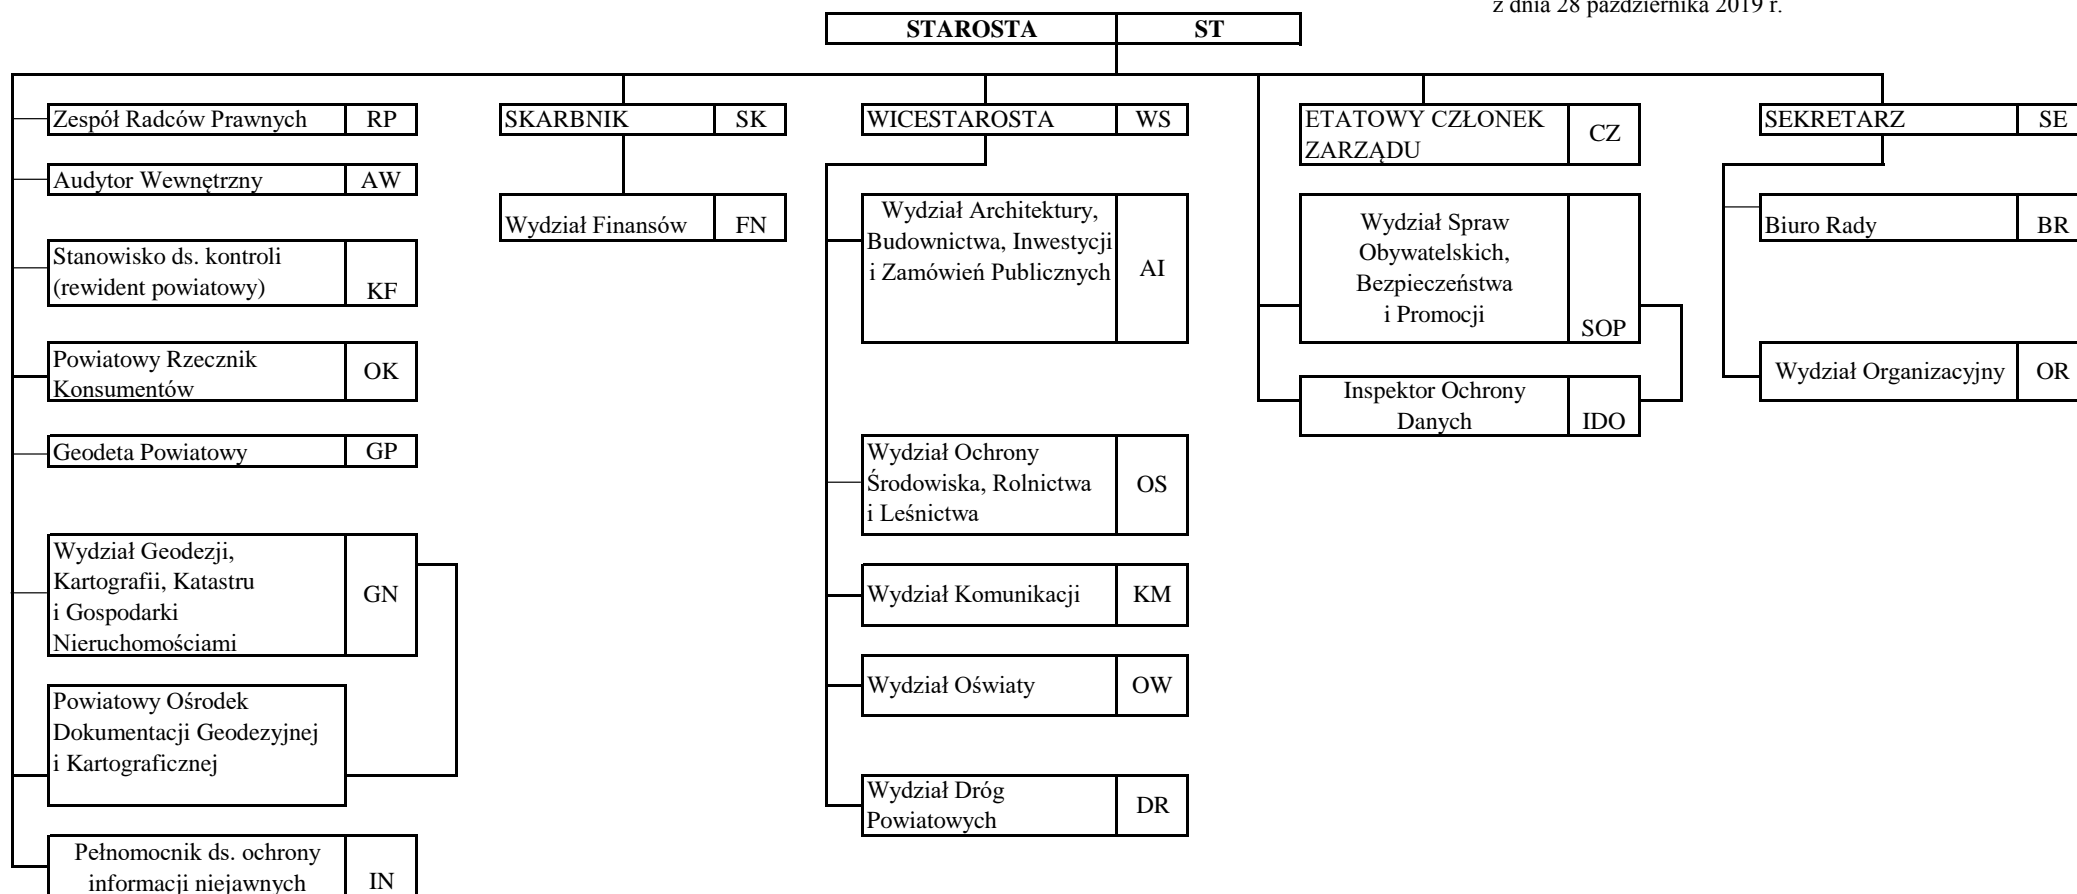 z dnia 28 października 2019 r.
STAROSTA ST
Zespół Radców Prawnych RP
Audytor Wewnętrzny AW
Stanowisko ds. kontroli
(rewident powiatowy) KF
Powiatowy Rzecznik
Konsumentów
OK
Geodeta Powiatowy GP
Wydział Geodezji,
Kartografii, Katastru
i Gospodarki
Nieruchomościami
GN
Powiatowy Ośrodek
Dokumentacji Geodezyjnej
i Kartograficznej
Pełnomocnik ds. ochrony
informacji niejawnych
IN
SKARBNIK SK
Wydział Finansów FN
WICESTAROSTA WS
Wydział Architektury,
Budownictwa, Inwestycji
i Zamówień Publicznych
AI
Wydział Ochrony
Środowiska, Rolnictwa
i Leśnictwa
OS
Wydział Komunikacji KM
Wydział Oświaty OW
Wydział Dróg
Powiatowych
DR
ETATOWY CZŁONEK
ZARZĄDU
CZ
Wydział Spraw
Obywatelskich,
Bezpieczeństwa
i Promocji
SOP
Inspektor Ochrony
Danych IDO
SEKRETARZ SE
Biuro Rady BR
Wydział Organizacyjny OR